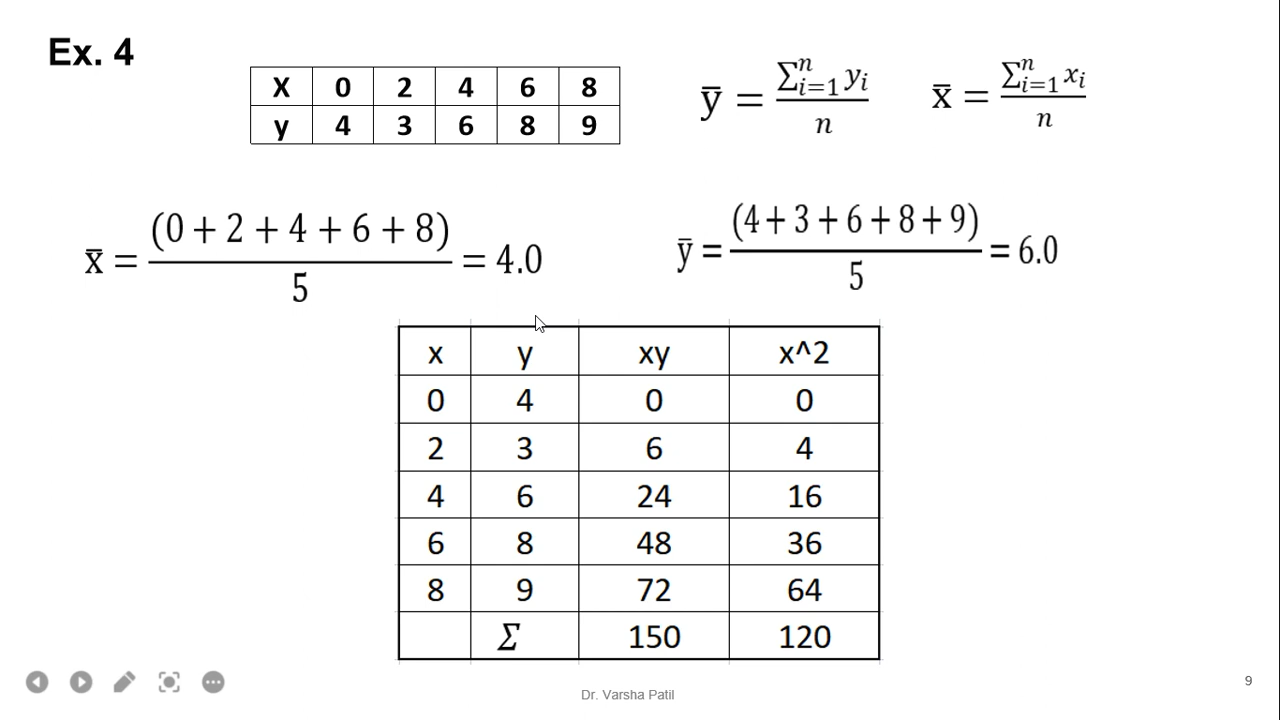 Ex. 4
X 0 2 4 6 8
y 4 3 6 8 9
ȳ = ∑ⁿᵢ₌₁ yᵢ / n
x̄ = ∑ⁿᵢ₌₁ xᵢ / n
x̄ = (0 + 2 + 4 + 6 + 8) / 5 = 4.0
ȳ = (4 + 3 + 6 + 8 + 9) / 5 = 6.0
x y xy x^2
0 4 0 0
2 3 6 4
4 6 24 16
6 8 48 36
8 9 72 64
Σ 150 120
Dr. Varsha Patil
9